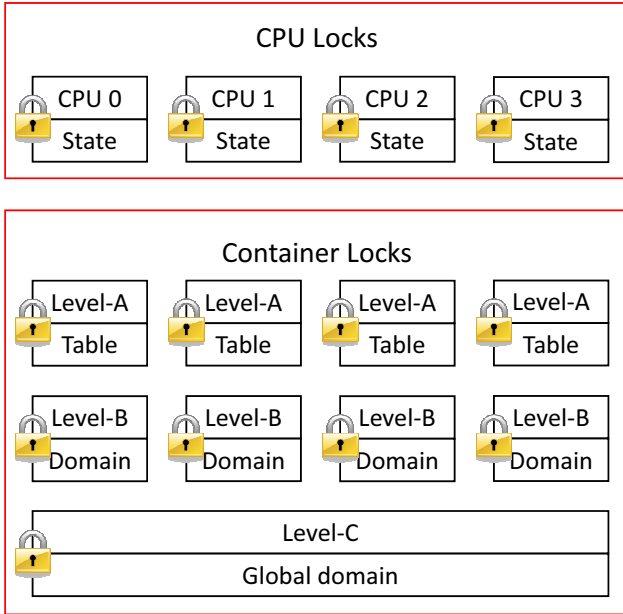 CPU Locks
CPU 0 CPU 1 CPU 2 CPU 3
State State State State
Container Locks
Level-A Level-A Level-A Level-A
Table Table Table Table
Level-B Level-B Level-B Level-B
Domain Domain Domain Domain
Level-C
Global domain